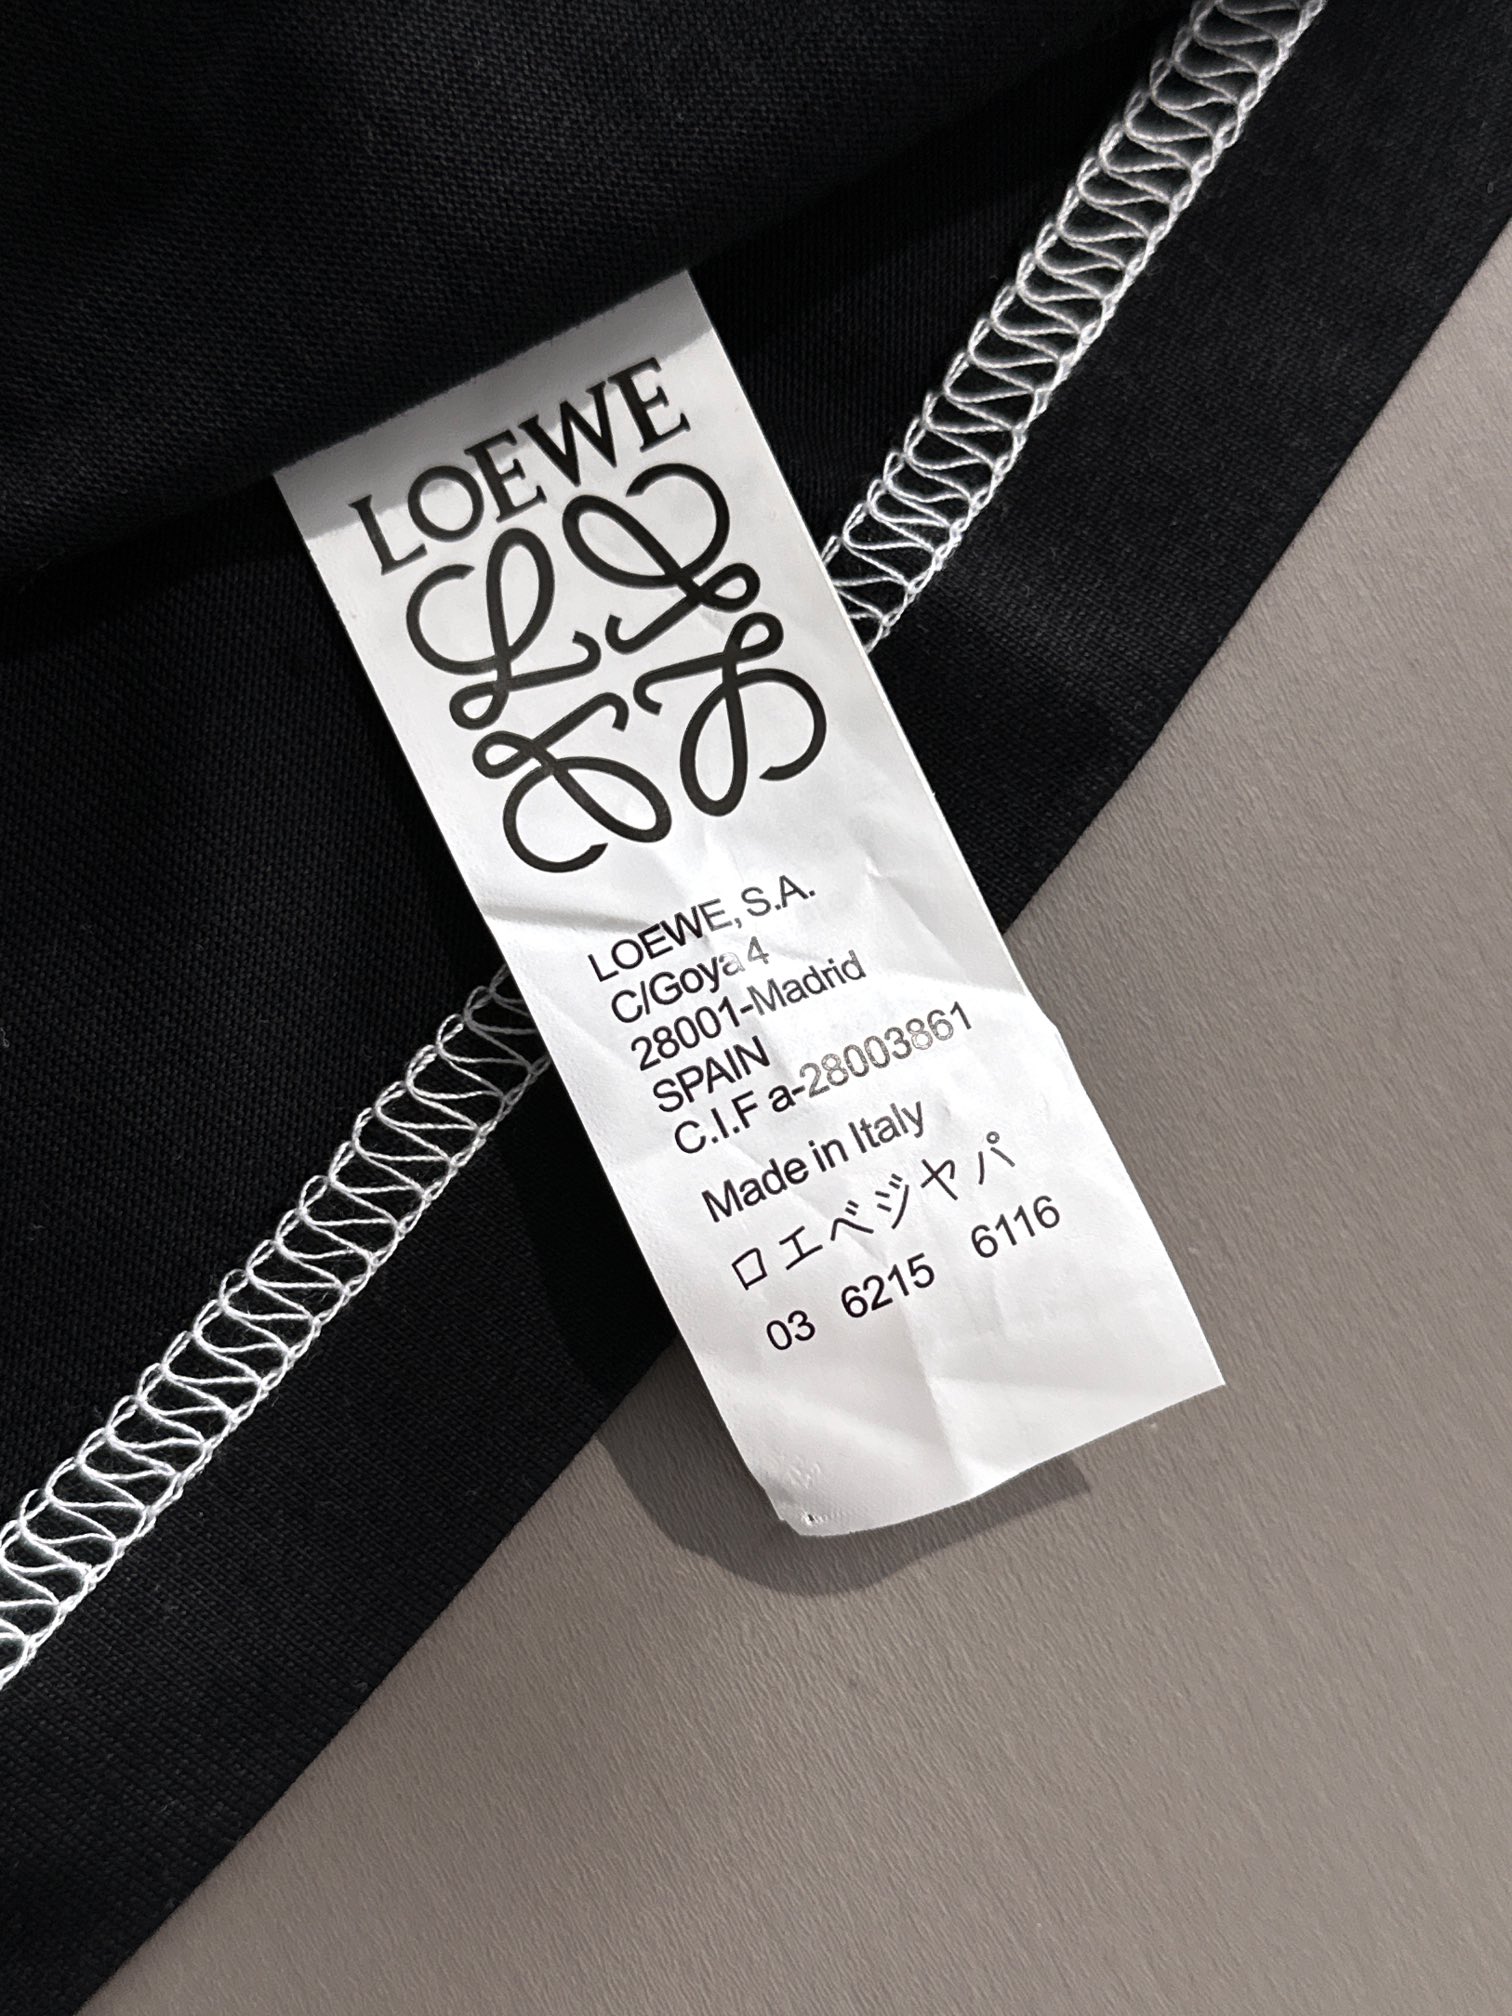 LOEWE
LOEWE, S.A.
C/Goya 4
28001-Madrid
SPAIN
C.I.F a-28003861
Made in Italy
ロエベジャパ
03 6215 6116